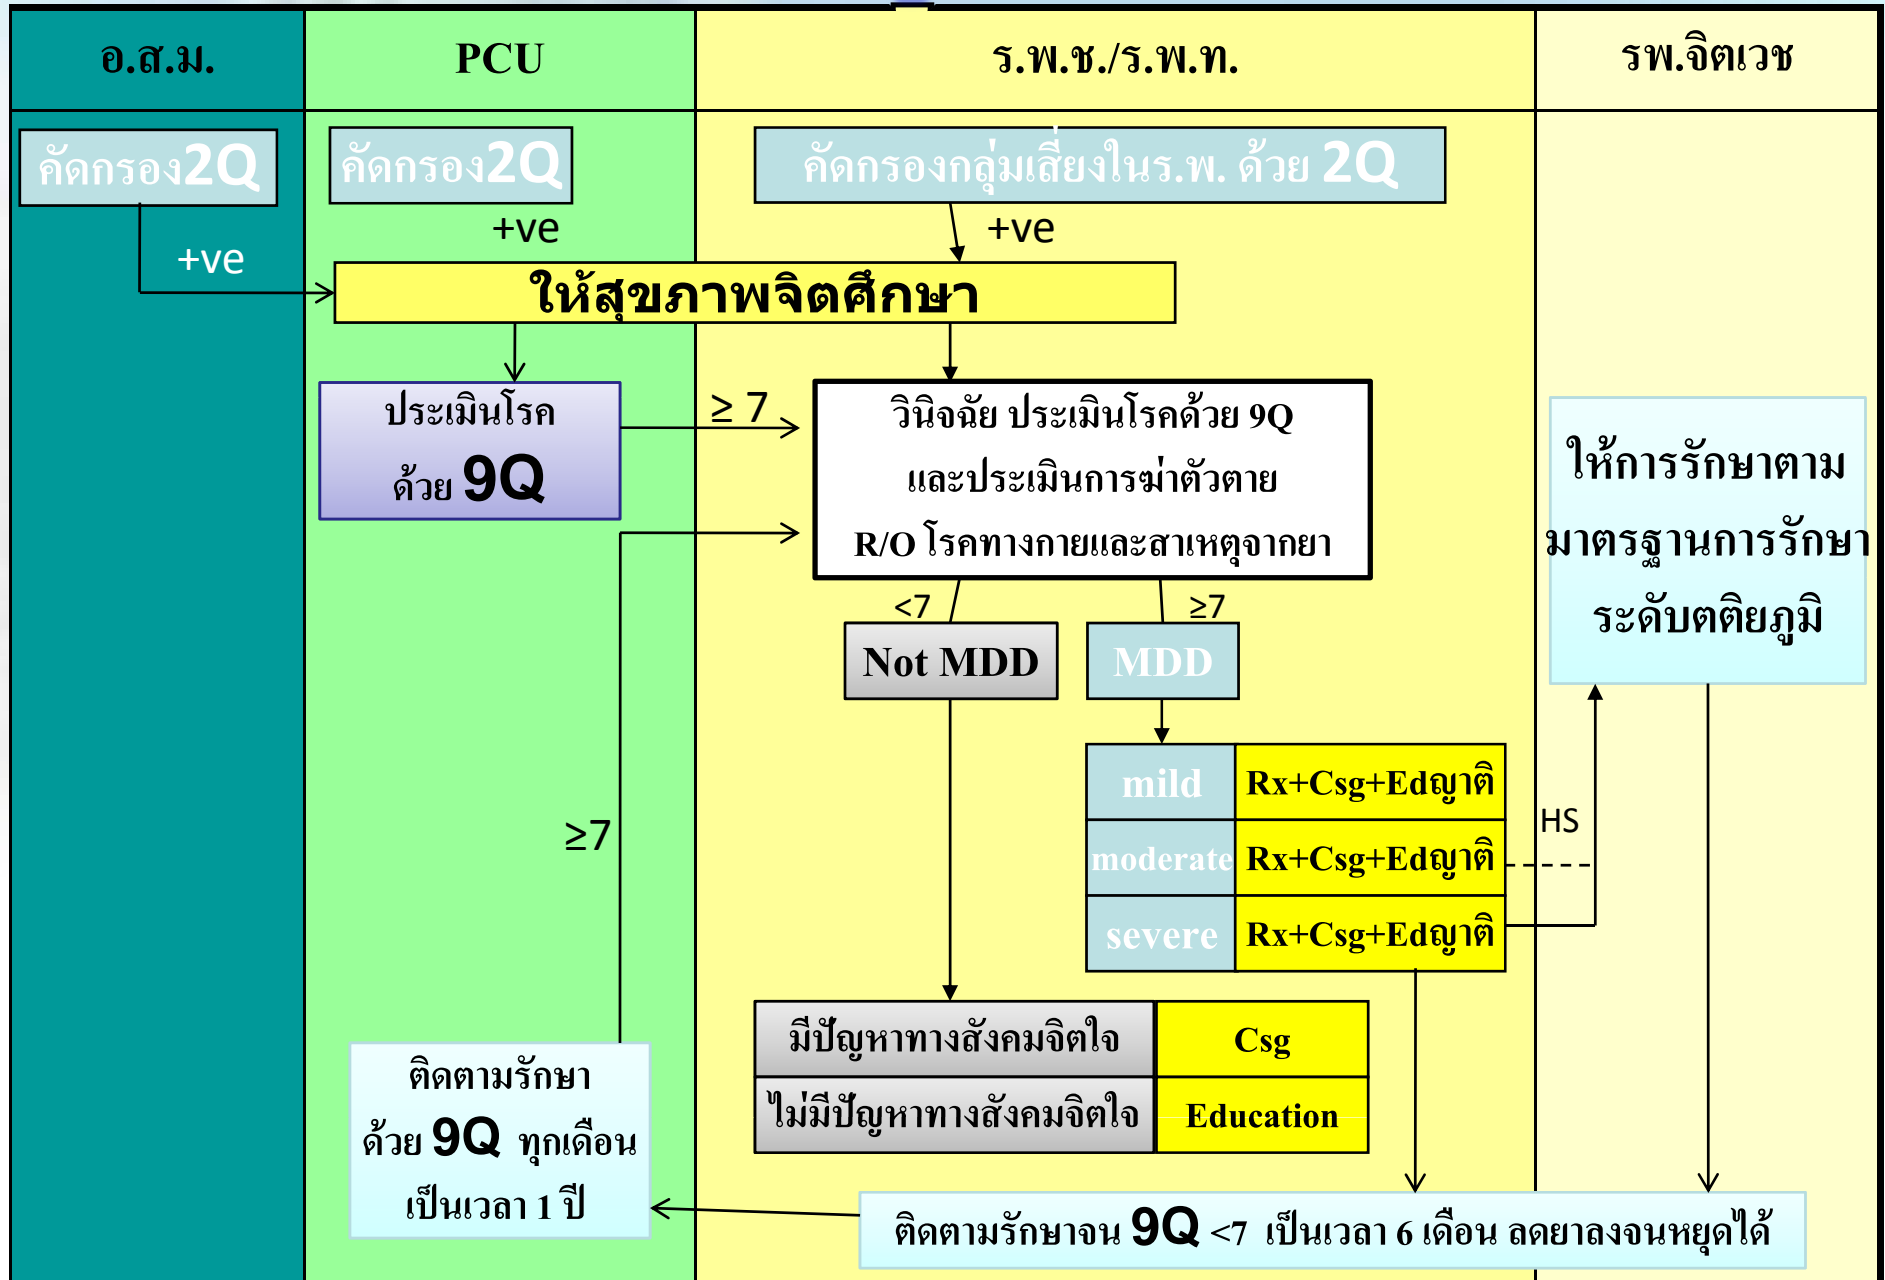 อ.ส.ม.
PCU
ร.พ.ช./ร.พ.ท.
รพ.จิตเวช
คัดกรอง2Q
คัดกรอง2Q
คัดกรองกลุ่มเสี่ยงในร.พ. ด้วย 2Q
+ve
+ve
+ve
ให้สุขภาพจิตศึกษา
ประเมินโรค
ด้วย 9Q
≥ 7
วินิจฉัย ประเมินโรคด้วย 9Q
และประเมินการฆ่าตัวตาย
R/O โรคทางกายและสาเหตุจากยา
ให้การรักษาตาม
มาตรฐานการรักษา
ระดับตติยภูมิ
<7
≥7
Not MDD
MDD
mild
Rx+Csg+Edญาติ
moderate
Rx+Csg+Edญาติ
severe
Rx+Csg+Edญาติ
HS
≥7
มีปัญหาทางสังคมจิตใจ
Csg
ไม่มีปัญหาทางสังคมจิตใจ
Education
ติดตามรักษา
ด้วย 9Q ทุกเดือน
เป็นเวลา 1 ปี
ติดตามรักษาจน 9Q <7 เป็นเวลา 6 เดือน ลดยาลงจนหยุดได้